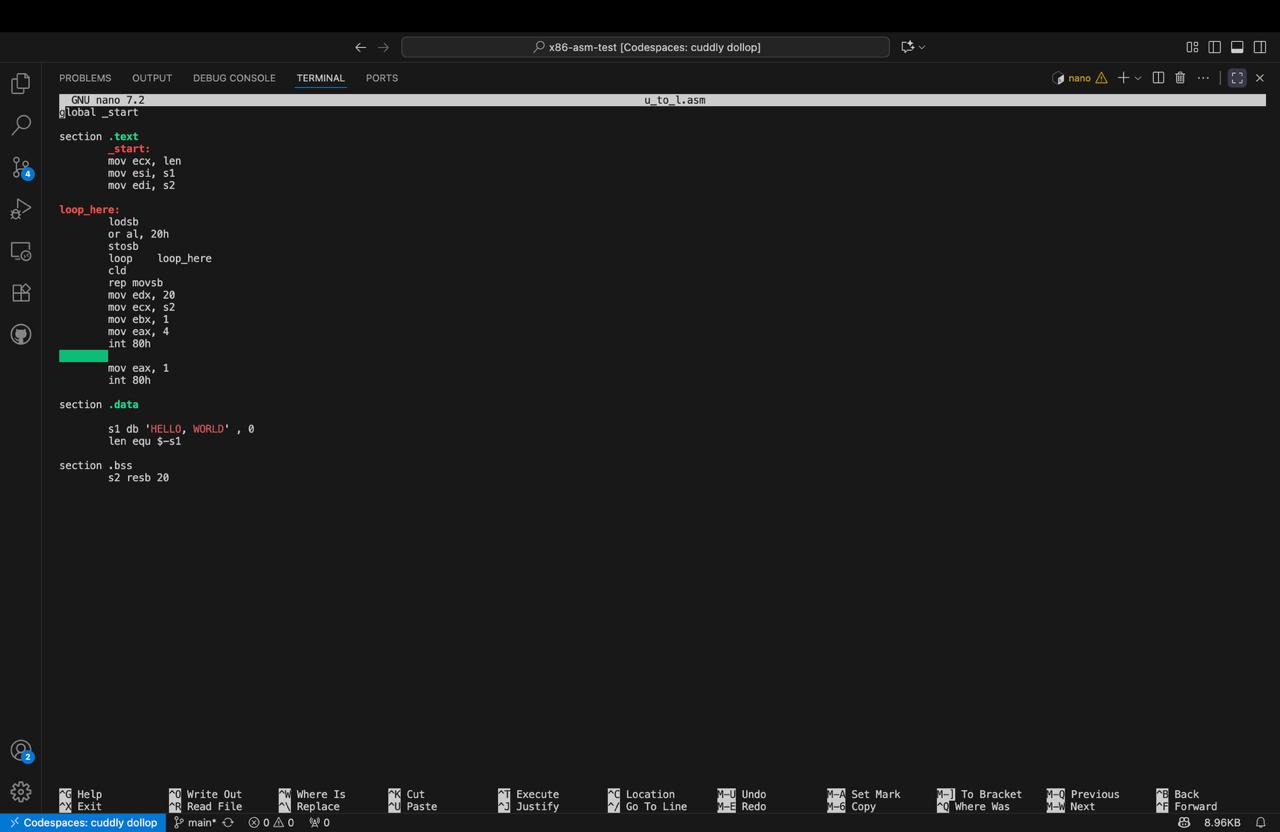 x86-asm-test [Codespaces: cuddly dollop]
PROBLEMS OUTPUT DEBUG CONSOLE TERMINAL PORTS
nano
GNU nano 7.2 u_to_l.asm
global _start
section .text
_start:
mov ecx, len
mov esi, s1
mov edi, s2
loop_here:
lodsb
or al, 20h
stosb
loop    loop_here
cld
rep movsb
mov edx, 20
mov ecx, s2
mov ebx, 1
mov eax, 4
int 80h
mov eax, 1
int 80h
section .data
s1 db 'HELLO, WORLD' , 0
len equ $-s1
section .bss
s2 resb 20
4
2
^G Help ^O Write Out ^W Where Is ^K Cut ^T Execute ^C Location M-U Undo M-A Set Mark M-] To Bracket M-Q Previous ^B Back
^X Exit ^R Read File ^\ Replace ^U Paste ^J Justify ^/ Go To Line M-E Redo M-6 Copy ^Q Where Was M-W Next ^F Forward
Codespaces: cuddly dollop main* 0 0 0 8.96KB